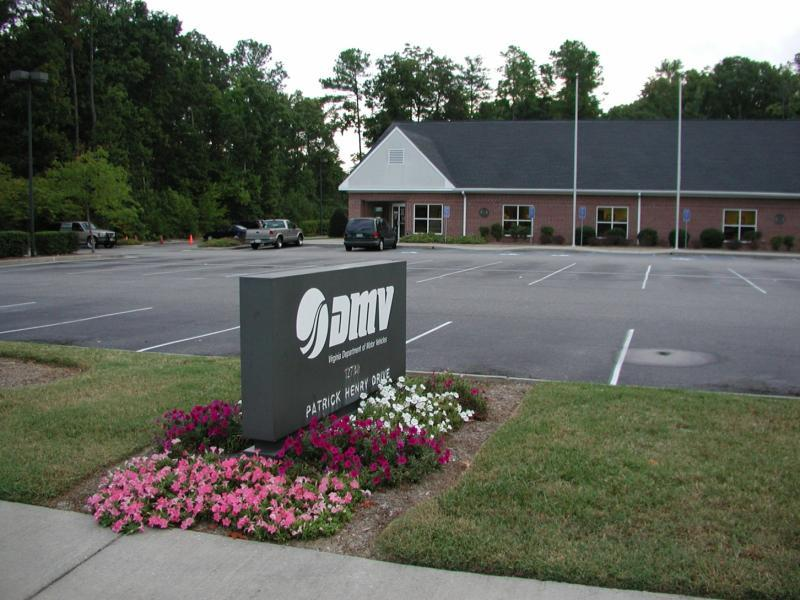 DMV
Virginia Department of Motor Vehicles
PATRICK HENRY DRIVE